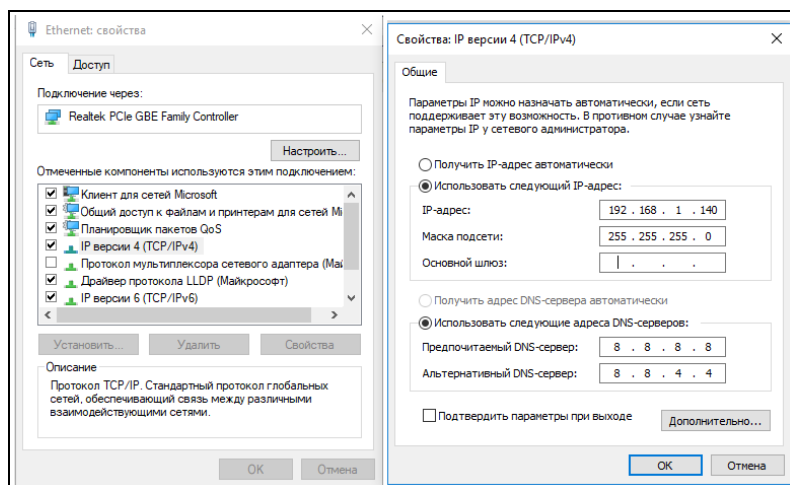 Ethernet: свойства
Сеть
Доступ
Подключение через:
Realtek PCIe GBE Family Controller
Настроить...
Отмеченные компоненты используются этим подключением:
Клиент для сетей Microsoft
Общий доступ к файлам и принтерам для сетей Mi
Планировщик пакетов QoS
IP версии 4 (TCP/IPv4)
Протокол мультиплексора сетевого адаптера (Май
Драйвер протокола LLDP (Майкрософт)
IP версии 6 (TCP/IPv6)
Установить...
Удалить
Свойства
Описание
Протокол TCP/IP. Стандартный протокол глобальных
сетей, обеспечивающий связь между различными
взаимодействующими сетями.
ОК
Отмена
Свойства: IP версии 4 (TCP/IPv4)
Общие
Параметры IP можно назначать автоматически, если сеть
поддерживает эту возможность. В противном случае узнайте
параметры IP у сетевого администратора.
Получить IP-адрес автоматически
Использовать следующий IP-адрес:
IP-адрес:
192 . 168 . 1 . 140
Маска подсети:
255 . 255 . 255 . 0
Основной шлюз:
. . .
Получить адрес DNS-сервера автоматически
Использовать следующие адреса DNS-серверов:
Предпочитаемый DNS-сервер:
8 . 8 . 8 . 8
Альтернативный DNS-сервер:
8 . 8 . 4 . 4
Подтвердить параметры при выходе
Дополнительно...
ОК
Отмена